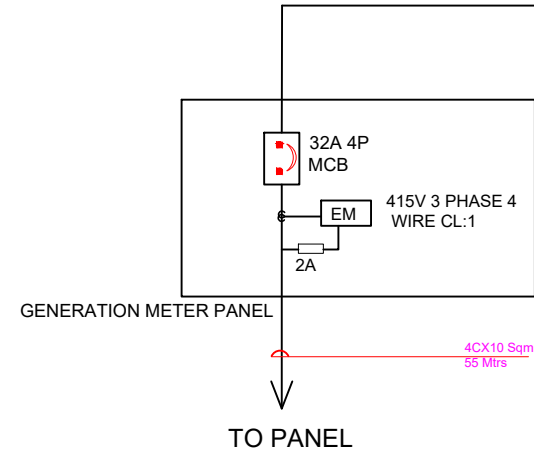 32A 4P
MCB
415V 3 PHASE 4
WIRE CL:1
EM
2A
GENERATION METER PANEL
4CX10 Sqm
55 Mtrs
TO PANEL